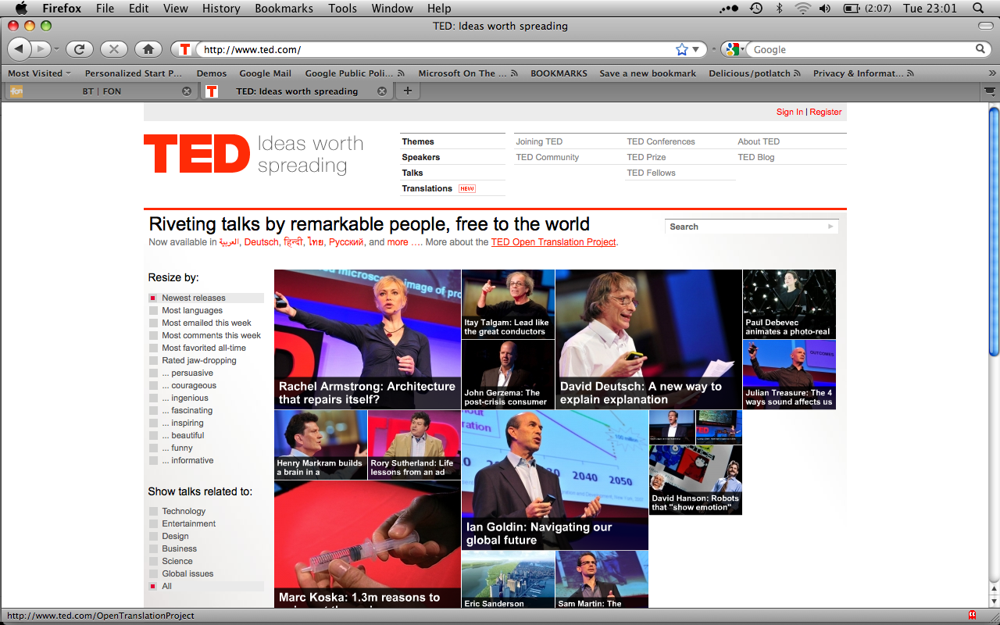 Firefox File Edit View History Bookmarks Tools Window Help (2:07) Tue 23:01
TED: Ideas worth spreading
http://www.ted.com/ Google
Most Visited Personalized Start P... Demos Google Mail Google Public Poli... Microsoft On The ... BOOKMARKS Save a new bookmark Delicious/potlatch Privacy & Informat... »
fon BT | FON TED: Ideas worth spreading +
Sign In | Register
TED Ideas worth
spreading
Themes Joining TED TED Conferences About TED
Speakers TED Community TED Prize TED Blog
Talks TED Fellows
Translations NEW
Riveting talks by remarkable people, free to the world
Search
Now available in العربية, Deutsch, हिन्दी, ไทย, Русский, and more .... More about the TED Open Translation Project.
Resize by:
Newest releases
Most languages
Most emailed this week
Most comments this week
Most favorited all-time
Rated jaw-dropping
... persuasive
... courageous
... ingenious
... fascinating
... inspiring
... beautiful
... funny
... informative
Show talks related to:
Technology
Entertainment
Design
Business
Science
Global issues
All
microscop image of pro
Rachel Armstrong: Architecture
that repairs itself?
Itay Talgam: Lead like
the great conductors
John Gerzema: The
post-crisis consumer
David Deutsch: A new way to
explain explanation
Paul Debevec
animates a photo-real
OUTCOMES
Julian Treasure: The 4
ways sound affects us
Henry Markram builds
a brain in a
Rory Sutherland: Life
lessons from an ad
2040 2050
Ian Goldin: Navigating our
global future
TED
David Hanson: Robots
that "show emotion"
Marc Koska: 1.3m reasons to
Eric Sanderson
Sam Martin: The
http://www.ted.com/OpenTranslationProject